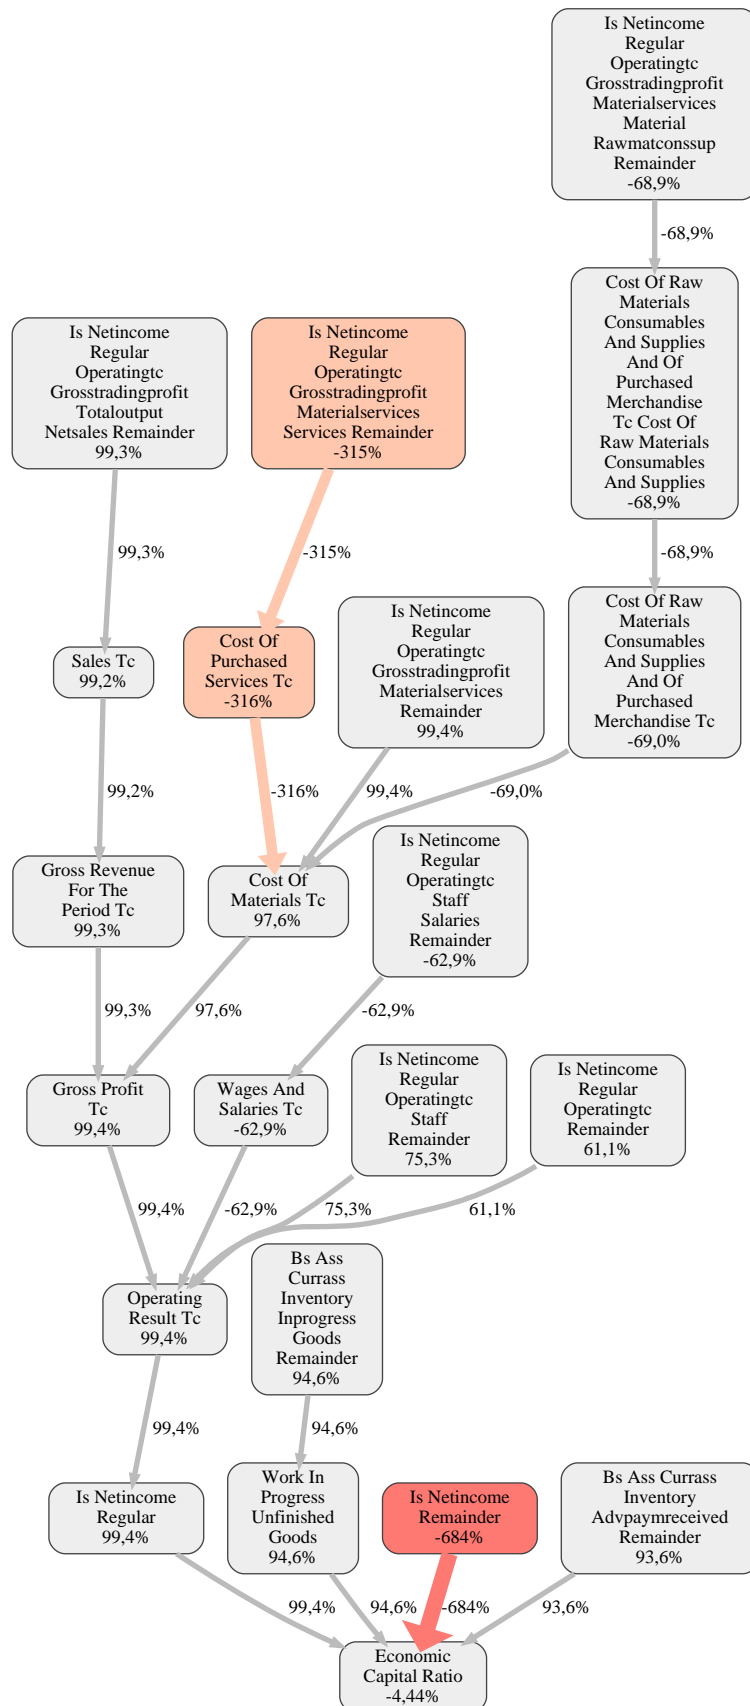 Is Netincome
Regular
Operatingtc
Grosstradingprofit
Materialservices
Material
Rawmatconssup
Remainder
-68,9%
-68,9%
Cost Of Raw
Materials
Consumables
And Supplies
And Of
Purchased
Merchandise
Tc Cost Of
Raw Materials
Consumables
And Supplies
-68,9%
Is Netincome
Regular
Operatingtc
Grosstradingprofit
Totaloutput
Netsales Remainder
99,3%
Is Netincome
Regular
Operatingtc
Grosstradingprofit
Materialservices
Services Remainder
-315%
99,3%
-315%
-68,9%
Sales Tc
99,2%
Cost Of
Purchased
Services Tc
-316%
Is Netincome
Regular
Operatingtc
Grosstradingprofit
Materialservices
Remainder
99,4%
Cost Of Raw
Materials
Consumables
And Supplies
And Of
Purchased
Merchandise Tc
-69,0%
99,2%
-316%
99,4%
-69,0%
Gross Revenue
For The
Period Tc
99,3%
Cost Of
Materials Tc
97,6%
Is Netincome
Regular
Operatingtc
Staff
Salaries
Remainder
-62,9%
99,3%
97,6%
-62,9%
Gross Profit
Tc
99,4%
Wages And
Salaries Tc
-62,9%
Is Netincome
Regular
Operatingtc
Staff
Remainder
75,3%
Is Netincome
Regular
Operatingtc
Remainder
61,1%
99,4%
-62,9%
75,3%
61,1%
Operating
Result Tc
99,4%
Bs Ass
Currass
Inventory
Inprogress
Goods
Remainder
94,6%
99,4%
94,6%
Is Netincome
Regular
99,4%
Work In
Progress
Unfinished
Goods
94,6%
Is Netincome
Remainder
-684%
Bs Ass Currass
Inventory
Advpaymreceived
Remainder
93,6%
99,4%
94,6%
-684%
93,6%
Economic
Capital Ratio
-4,44%